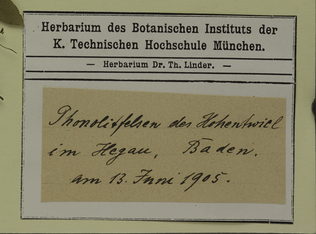 Herbarium des Botanischen Instituts der
K. Technischen Hochschule München.
— Herbarium Dr. Th. Linder. —
Phonolitfelsen des Hohentwiel
im Hegau, Baden.
am 13. Juni 1905.